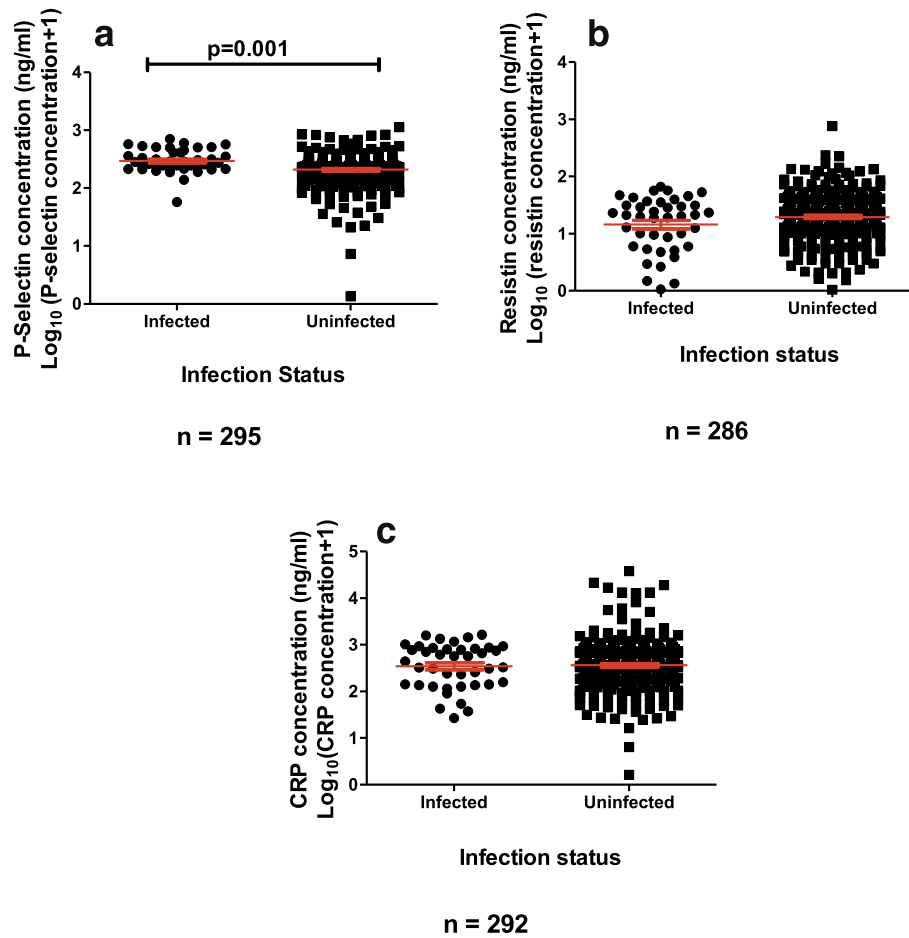 a
p=0.001
P-Selectin concentration (ng/ml)
Log10 (P-selectin concentration+1)
4
3
2
1
0
Infected
Uninfected
Infection Status
n = 295
b
Resistin concentration (ng/ml)
Log10 (resistin concentration+1)
4
3
2
1
0
Infected
Uninfected
Infection status
n = 286
c
CRP concentration (ng/ml)
Log10(CRP concentration+1)
5
4
3
2
1
0
Infected
Uninfected
Infection status
n = 292